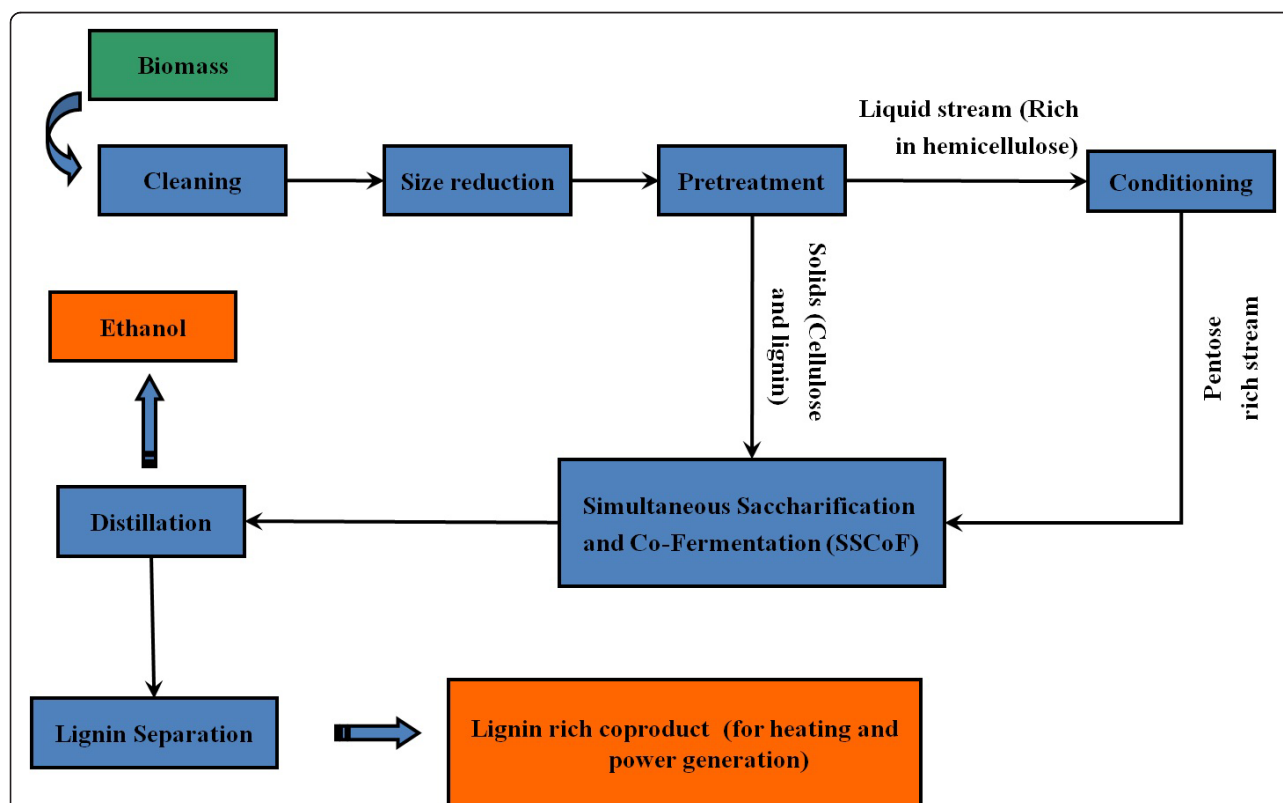 Biomass
Liquid stream (Rich
in hemicellulose)
Cleaning
Size reduction
Pretreatment
Conditioning
Solids (Cellulose
and lignin)
Pentose
rich stream
Ethanol
Simultaneous Saccharification
and Co-Fermentation (SSCoF)
Distillation
Lignin Separation
Lignin rich coproduct (for heating and
power generation)